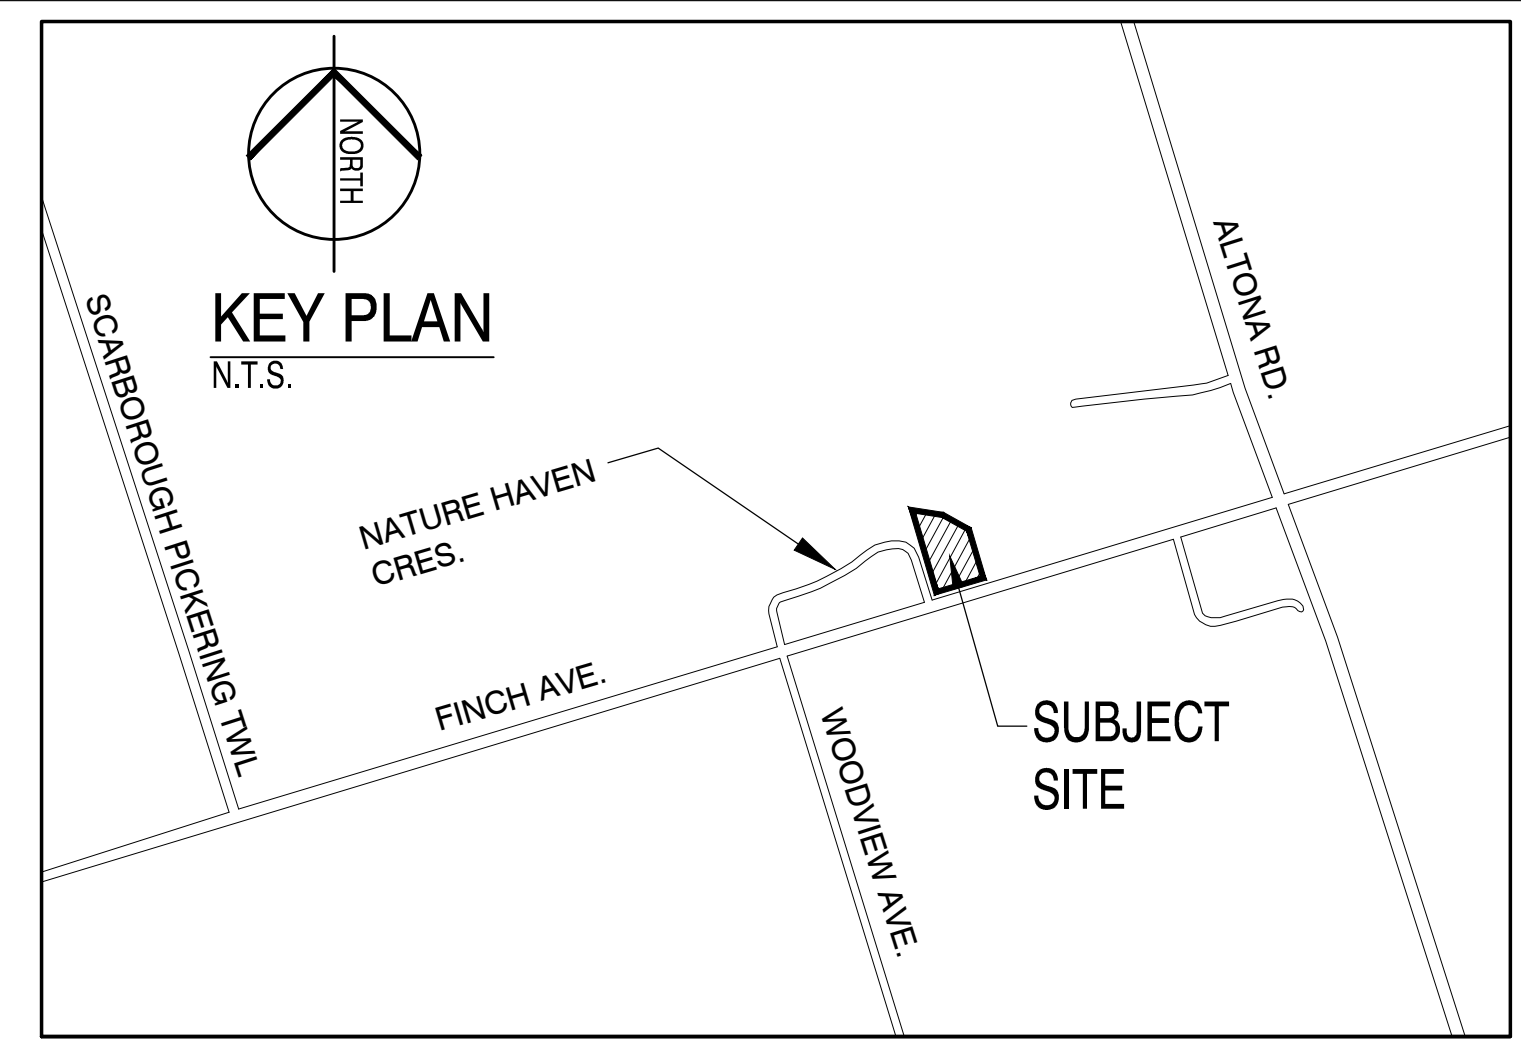 NORTH
KEY PLAN
N.T.S.
SCARBOROUGH PICKERING TWL
ALTONA RD.
NATURE HAVEN
CRES.
FINCH AVE.
WOODVIEW AVE.
SUBJECT
SITE